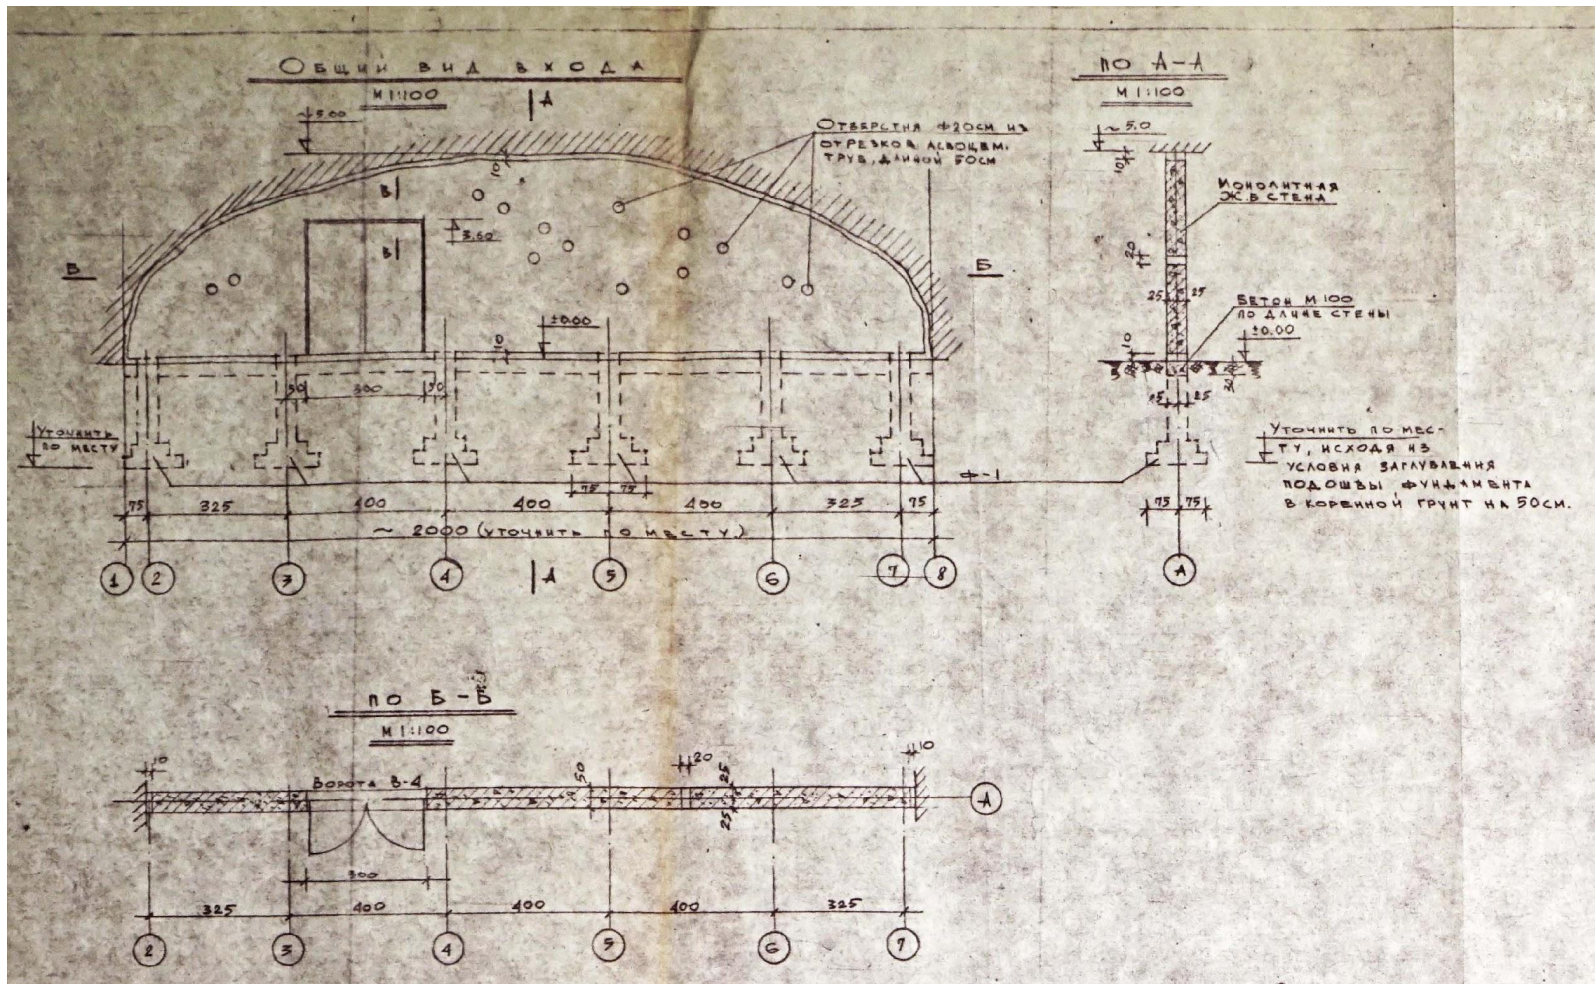 Общий вид входа
М 1:100
А
~5.00
Отверстия ф20см из
отрезков асбоцем.
труб, длиной 50см
10
В
3.60
В
Б
Б
±0.00
10
50
300
50
Уточнить
по месту
Ф-1
75
75
75
325
400
400
400
325
75
~ 2000 (уточнить по месту)
1
2
3
4
А
5
6
7
8
по А-А
М 1:100
~5.0
10
Монолитная
Ж.Б стена
20
25
25
Бетон М 100
по длине стены
±0.00
10
30
25
25
Уточнить по мес-
ту, исходя из
условия заглубления
подошвы фундамента
в коренной грунт на 50см.
75
75
А
по Б-Б
М 1:100
10
Ворота В-4
50
20
25
25
10
А
300
325
400
400
400
325
2
3
4
5
6
7